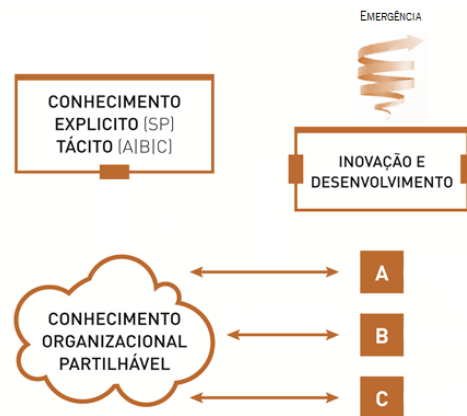 EMERGÊNCIA
CONHECIMENTO
EXPLICITO (SP)
TÁCITO (A|B|C)
INOVAÇÃO E
DESENVOLVIMENTO
CONHECIMENTO
ORGANIZACIONAL
PARTILHÁVEL
A
B
C